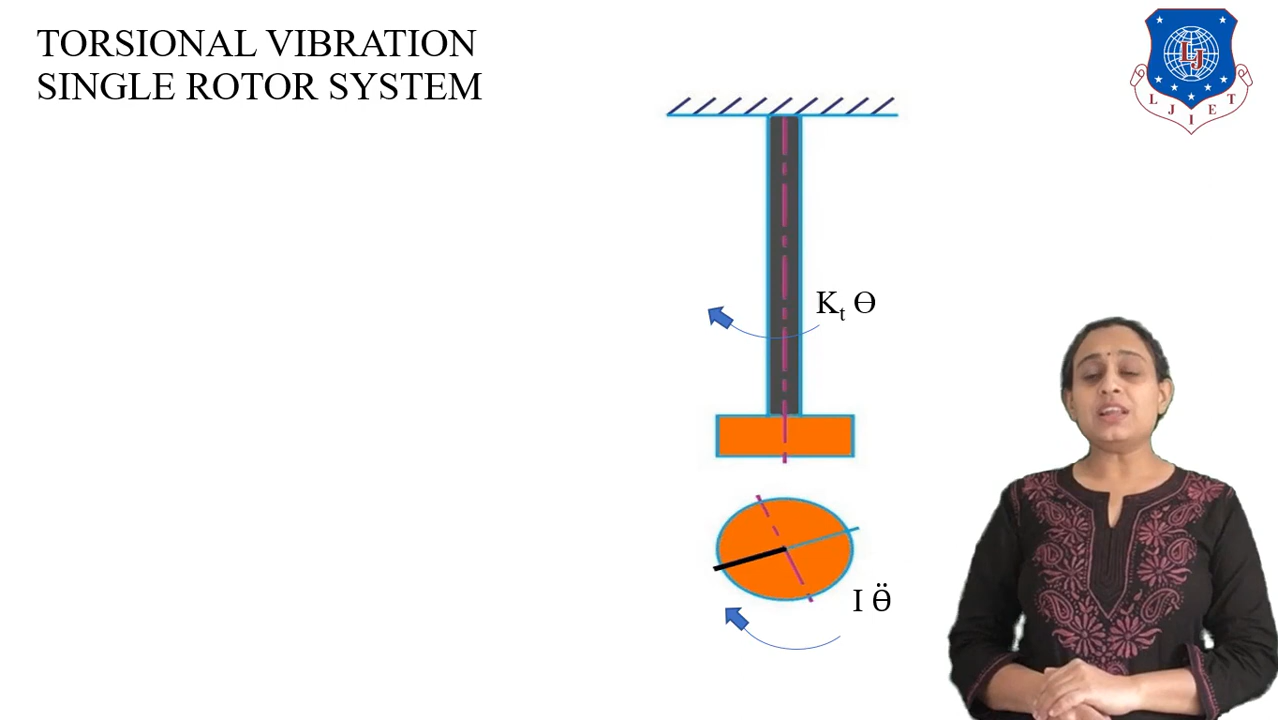 TORSIONAL VIBRATION
SINGLE ROTOR SYSTEM
LJ
L J I E T
Kₜ ϴ
I ϴ̈